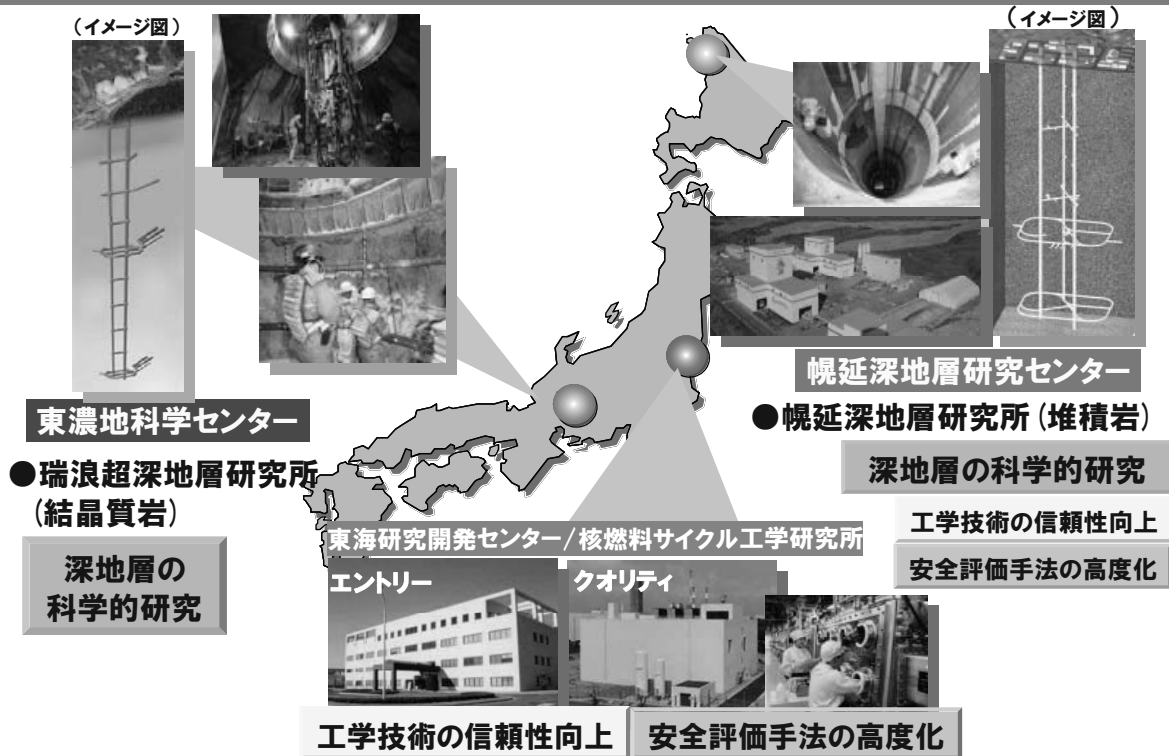 （イメージ図）
東濃地科学センター
●瑞浪超深地層研究所
（結晶質岩）
深地層の
科学的研究
（イメージ図）
幌延深地層研究センター
●幌延深地層研究所（堆積岩）
深地層の科学的研究
工学技術の信頼性向上
安全評価手法の高度化
東海研究開発センター/核燃料サイクル工学研究所
エントリー
クオリティ
工学技術の信頼性向上
安全評価手法の高度化